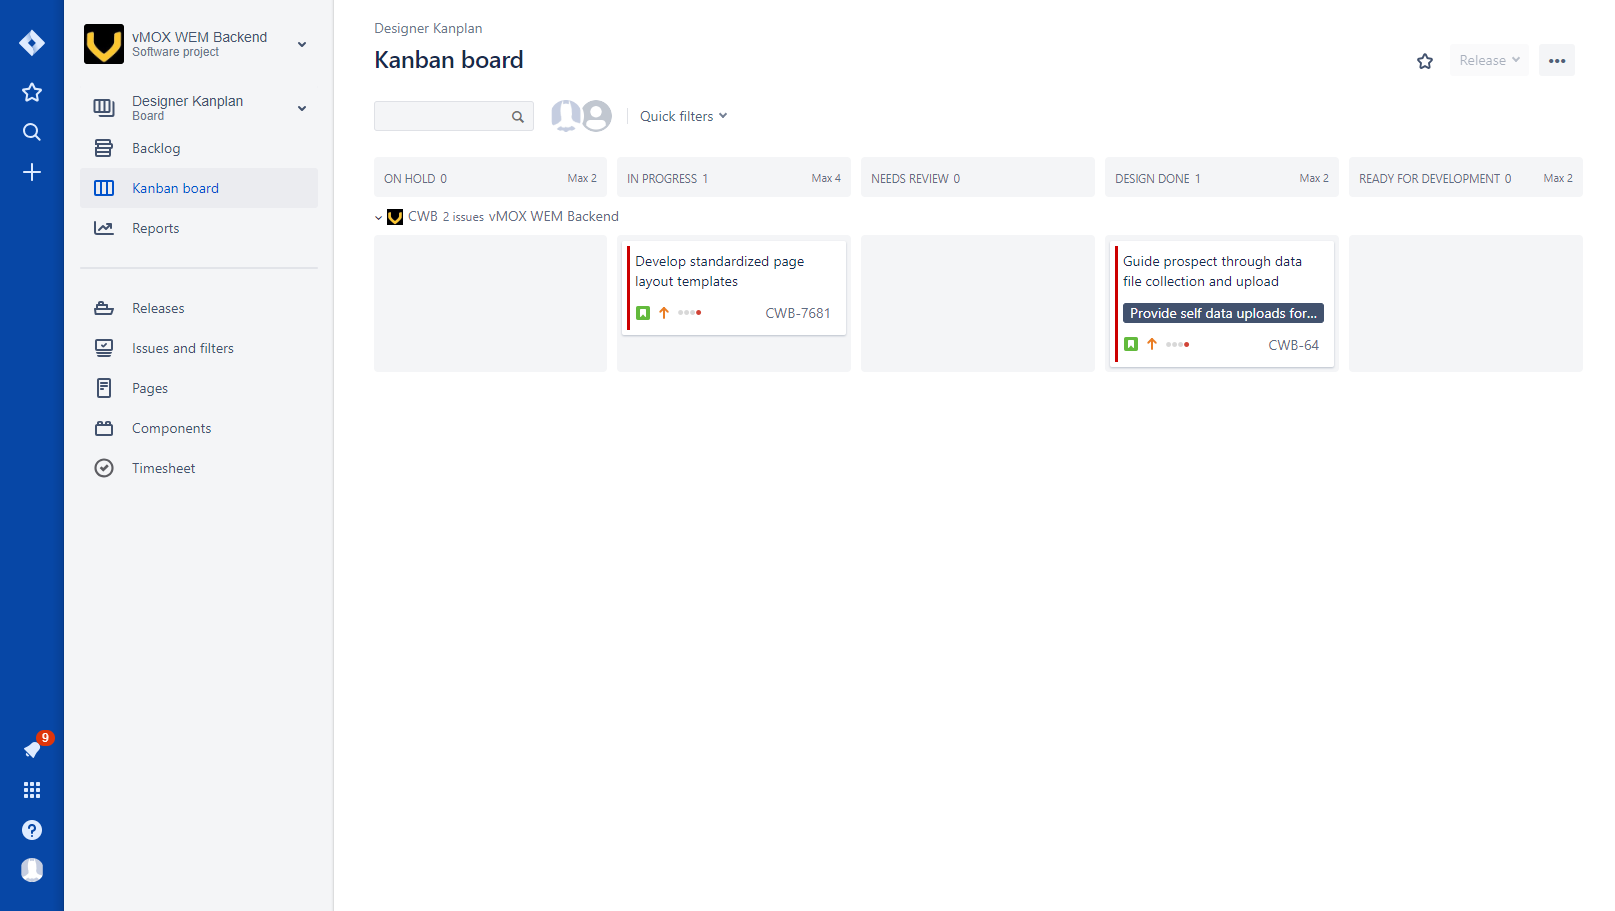 vMOX WEM Backend
Software project
Designer Kanplan
Board
Backlog
Kanban board
Reports
Releases
Issues and filters
Pages
Components
Timesheet
9
Designer Kanplan
Kanban board
Release
Quick filters
ON HOLD 0 Max 2
IN PROGRESS 1 Max 4
NEEDS REVIEW 0
DESIGN DONE 1 Max 2
READY FOR DEVELOPMENT 0 Max 2
CWB 2 issues vMOX WEM Backend
Develop standardized page
layout templates
CWB-7681
Guide prospect through data
file collection and upload
Provide self data uploads for...
CWB-64